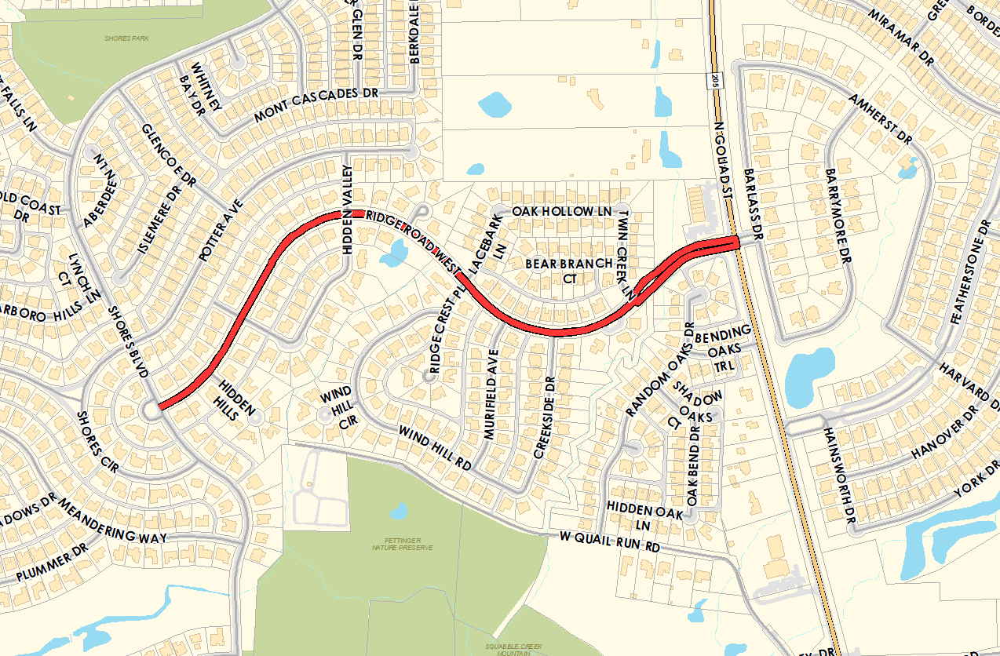 GLEN DR
BERKDALE
MIRAMAR DR
SHORES PARK
WHITNEY
BAY DR
MONT CASCADES DR
205
AMHERST DR
FALLS LN
GLENCOE DR
N GOLIAD ST
ABERDEEN LN
ISLEMERE DR
HIDDEN VALLEY
BARLASS DR
BARRYMORE DR
OLD COAST
DR
POTTER AVE
RIDGE ROAD WEST
LACEBARK
LN
OAK HOLLOW LN
TWIN CREEK LN
FEATHERSTONE DR
BEAR BRANCH
CT
LYNCH
CT
ARBORO HILLS LN
SHORES BLVD
RIDGECREST PL
BENDING
OAKS
TRL
RANDOM OAKS DR
MUIRFIELD AVE
CREEKSIDE DR
HIDDEN
HILLS
WIND
HILL
CIR
SHADOW
OAKS
CT
HARVARD DR
SHORES CIR
WIND HILL RD
OAK BEND DR
HAINSWORTH DR
HANOVER DR
YORK DR
ADOWS DR
MEANDERING WAY
PLUMMER DR
HIDDEN OAK
LN
PETTINGER
NATURE PRESERVE
W QUAIL RUN RD
SQUABBLE CREEK
MOUNTAIN